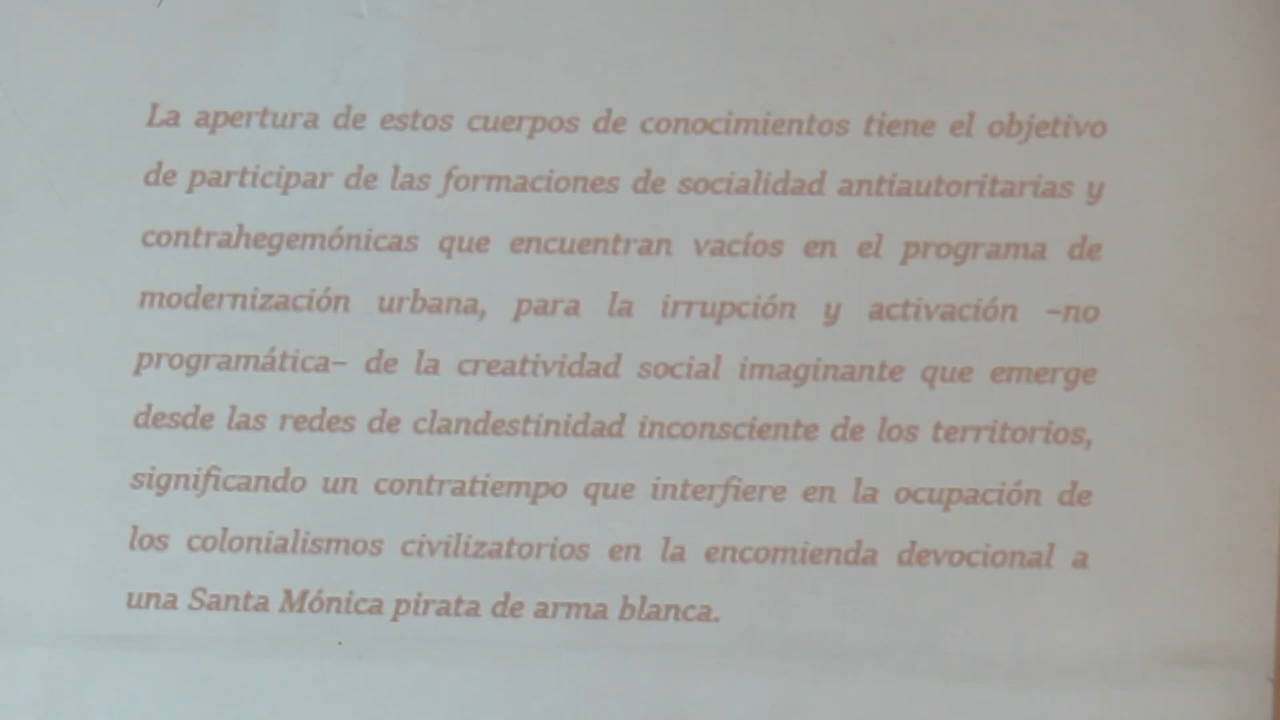 La apertura de estos cuerpos de conocimientos tiene el objetivo
de participar de las formaciones de socialidad antiautoritarias y
contrahegemónicas que encuentran vacíos en el programa de
modernización urbana, para la irrupción y activación –no
programática– de la creatividad social imaginante que emerge
desde las redes de clandestinidad inconsciente de los territorios,
significando un contratiempo que interfiere en la ocupación de
los colonialismos civilizatorios en la encomienda devocional a
una Santa Mónica pirata de arma blanca.